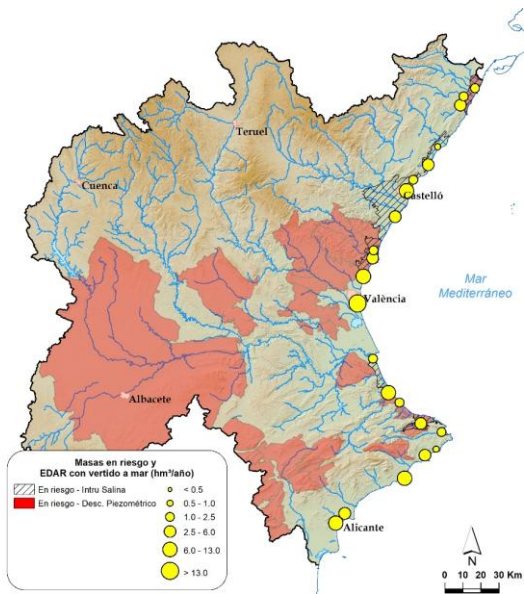 Teruel
Cuenca
Castelló
Mar
Mediterráneo
València
Albacete
Alicante
Masas en riesgo y
EDAR con vertido a mar (hm³/año)
En riesgo - Intru Salina
En riesgo - Desc. Piezométrico
< 0.5
0.5 - 1.0
1.0 - 2.5
2.5 - 6.0
6.0 - 13.0
> 13.0
N
0 10 20 30 Km